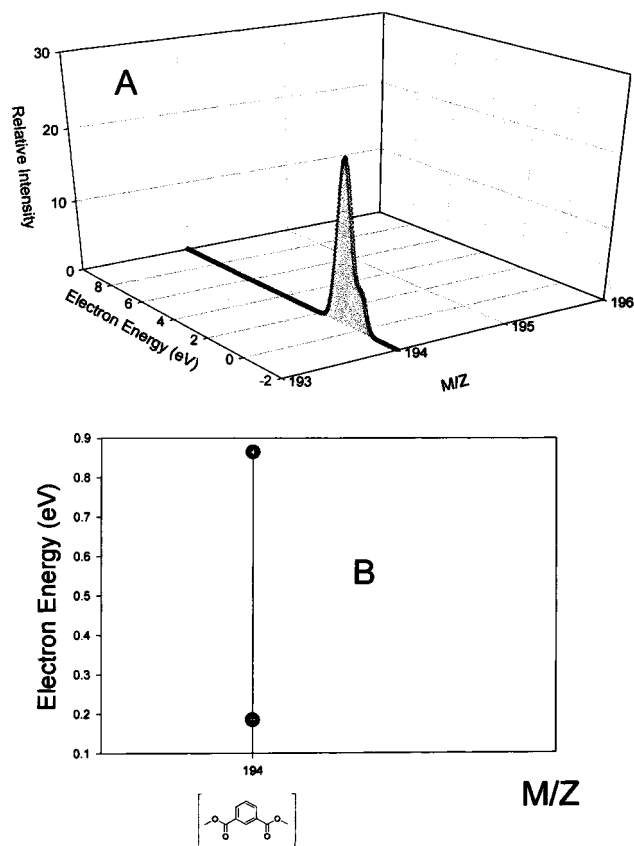 30
A
20
Relative Intensity
10
0
8
6
4
2
0
-2
Electron Energy (eV)
193
194
195
196
M/Z
0.9
0.8
0.7
0.6
0.5
0.4
0.3
0.2
0.1
Electron Energy (eV)
B
194
M/Z
O
O
O
O